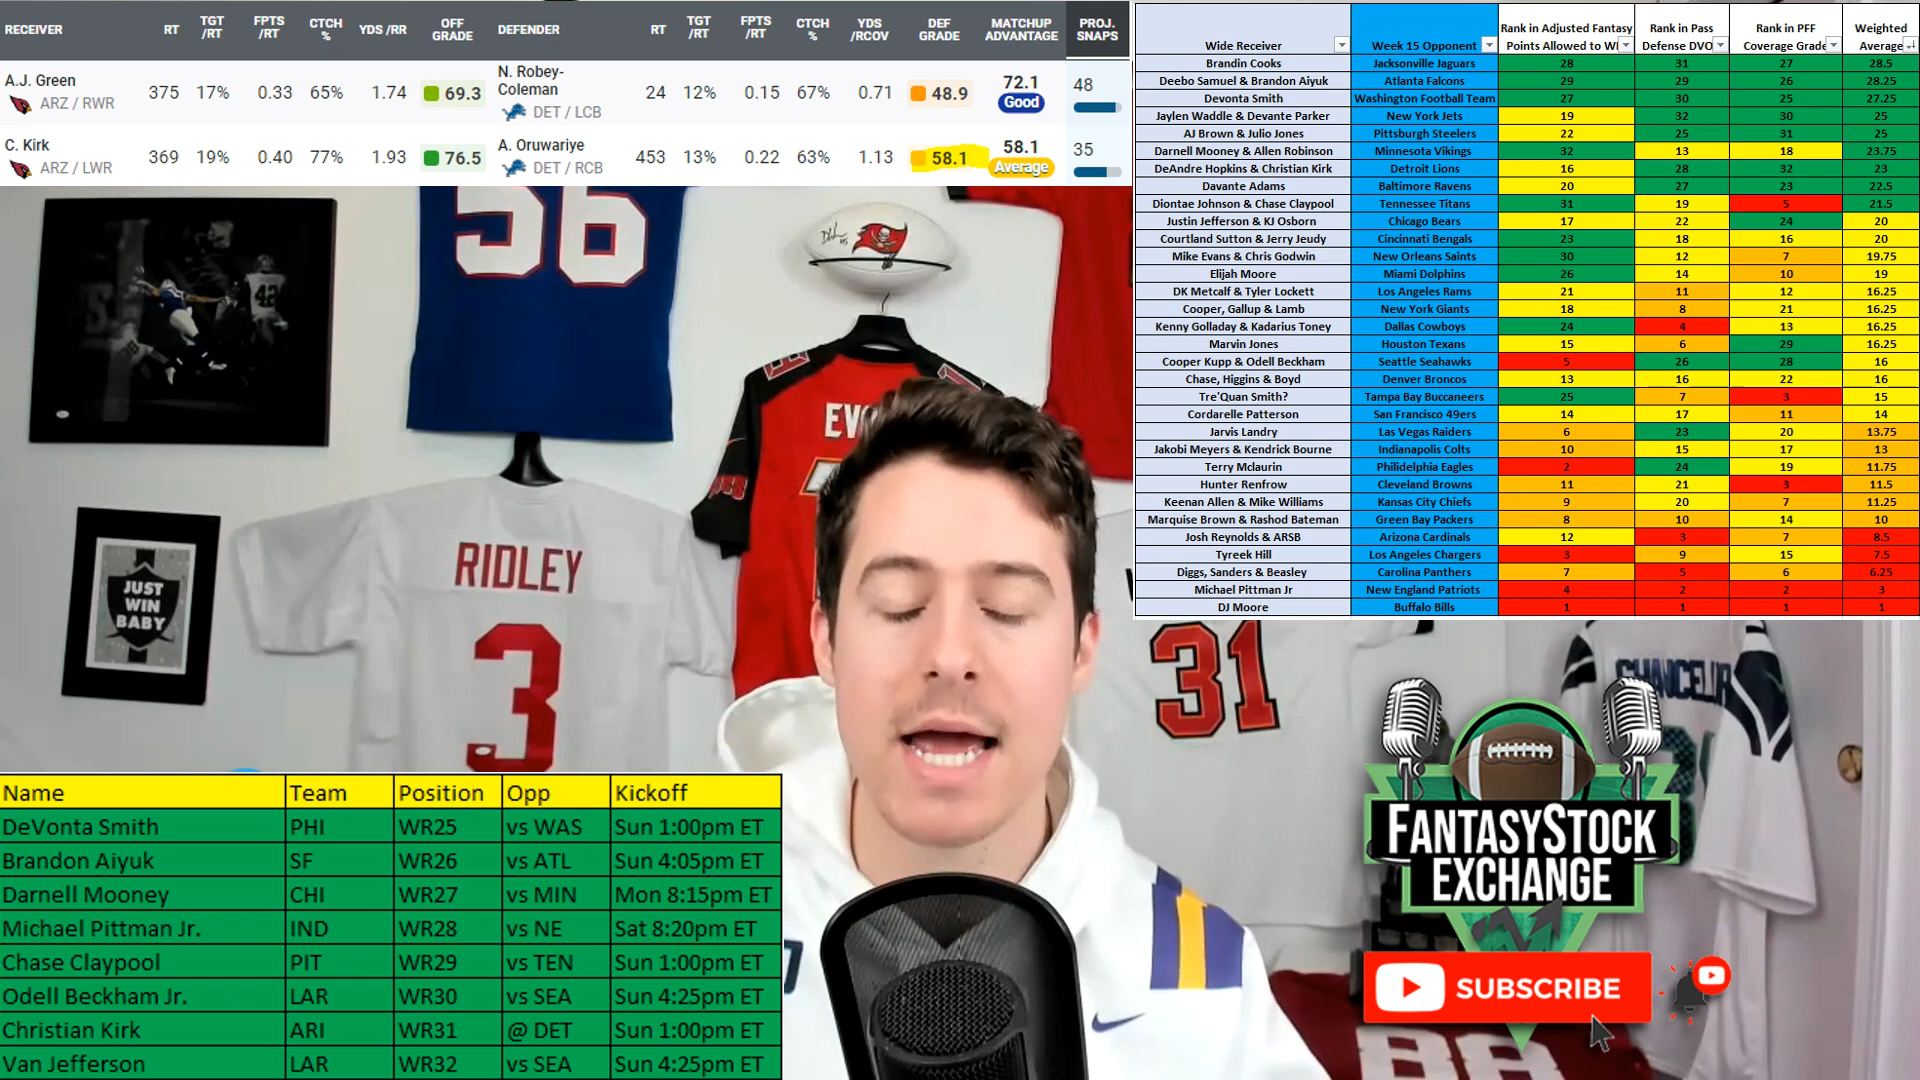 RECEIVER RT TGT /RT FPTS /RT CTCH % YDS /RR OFF GRADE DEFENDER RT TGT /RT FPTS /RT CTCH % YDS /RCOV DEF GRADE MATCHUP ADVANTAGE PROJ. SNAPS
A.J. Green ARZ / RWR 375 17% 0.33 65% 1.74 69.3 N. Robey-Coleman DET / LCB 24 12% 0.15 67% 0.71 48.9 72.1 Good 48
C. Kirk ARZ / LWR 369 19% 0.40 77% 1.93 76.5 A. Oruwariye DET / RCB 453 13% 0.22 63% 1.13 58.1 58.1 Average 35
Wide Receiver Week 15 Opponent Rank in Adjusted Fantasy Points Allowed to W Rank in Pass Defense DVO Rank in PFF Coverage Grade Weighted Average
Brandin Cooks Jacksonville Jaguars 28 31 27 28.5
Deebo Samuel & Brandon Aiyuk Atlanta Falcons 29 29 26 28.25
Devonta Smith Washington Football Team 27 30 25 27.25
Jaylen Waddle & Devante Parker New York Jets 19 32 30 25
AJ Brown & Julio Jones Pittsburgh Steelers 22 25 31 25
Darnell Mooney & Allen Robinson Minnesota Vikings 32 13 18 23.75
DeAndre Hopkins & Christian Kirk Detroit Lions 16 28 32 23
Davante Adams Baltimore Ravens 20 27 23 22.5
Diontae Johnson & Chase Claypool Tennessee Titans 31 19 5 21.5
Justin Jefferson & KJ Osborn Chicago Bears 17 22 24 20
Courtland Sutton & Jerry Jeudy Cincinnati Bengals 23 18 16 20
Mike Evans & Chris Godwin New Orleans Saints 30 12 7 19.75
Elijah Moore Miami Dolphins 26 14 10 19
DK Metcalf & Tyler Lockett Los Angeles Rams 21 11 12 16.25
Cooper, Gallup & Lamb New York Giants 18 8 21 16.25
Kenny Golladay & Kadarius Toney Dallas Cowboys 24 4 13 16.25
Marvin Jones Houston Texans 15 6 29 16.25
Cooper Kupp & Odell Beckham Seattle Seahawks 5 26 28 16
Chase, Higgins & Boyd Denver Broncos 13 16 22 16
Tre'Quan Smith? Tampa Bay Buccaneers 25 7 3 15
Cordarelle Patterson San Francisco 49ers 14 17 11 14
Jarvis Landry Las Vegas Raiders 6 23 20 13.75
Jakobi Meyers & Kendrick Bourne Indianapolis Colts 10 15 17 13
Terry Mclaurin Philidelphia Eagles 2 24 19 11.75
Hunter Renfrow Cleveland Browns 11 21 3 11.5
Keenan Allen & Mike Williams Kansas City Chiefs 9 20 7 11.25
Marquise Brown & Rashod Bateman Green Bay Packers 8 10 14 10
Josh Reynolds & ARSB Arizona Cardinals 12 3 7 8.5
Tyreek Hill Los Angeles Chargers 3 9 15 7.5
Diggs, Sanders & Beasley Carolina Panthers 7 5 6 6.25
Michael Pittman Jr New England Patriots 4 2 2 3
DJ Moore Buffalo Bills 1 1 1 1
56
42
EV
RIDLEY
3
JUST
WIN
BABY
31
CHANCELLR
FANTASYSTOCK
EXCHANGE
SUBSCRIBE
88
Name Team Position Opp Kickoff
DeVonta Smith PHI WR25 vs WAS Sun 1:00pm ET
Brandon Aiyuk SF WR26 vs ATL Sun 4:05pm ET
Darnell Mooney CHI WR27 vs MIN Mon 8:15pm ET
Michael Pittman Jr. IND WR28 vs NE Sat 8:20pm ET
Chase Claypool PIT WR29 vs TEN Sun 1:00pm ET
Odell Beckham Jr. LAR WR30 vs SEA Sun 4:25pm ET
Christian Kirk ARI WR31 @ DET Sun 1:00pm ET
Van Jefferson LAR WR32 vs SEA Sun 4:25pm ET